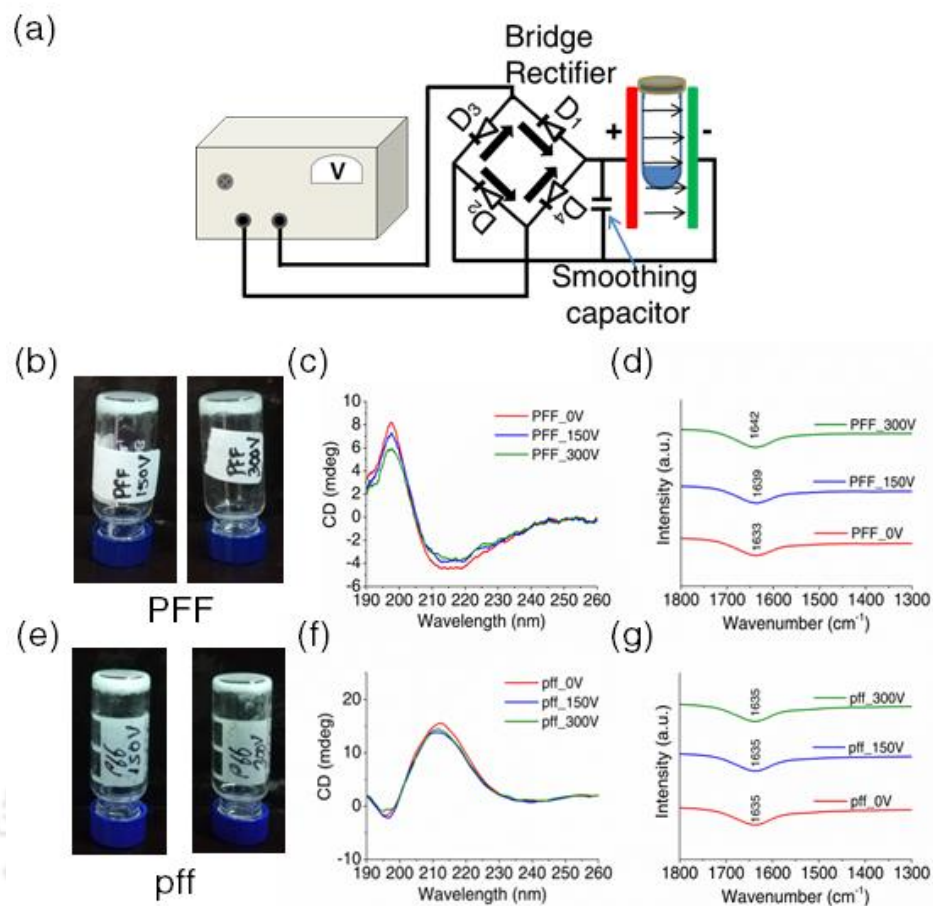 (a)
Bridge
Rectifier
V
D3
D1
D2
D4
+
-
Smoothing
capacitor
(b)
PFF
150V
PFF
300V
PFF
(c)
CD (mdeg)
10
8
6
4
2
0
-2
-4
-6
PFF_0V
PFF_150V
PFF_300V
190 200 210 220 230 240 250 260
Wavelength (nm)
(d)
Intensity (a.u.)
1642
PFF_300V
1639
PFF_150V
1633
PFF_0V
1800 1700 1600 1500 1400 1300
Wavenumber (cm⁻¹)
(e)
Pff
150V
Pff
300V
pff
(f)
CD (mdeg)
20
10
0
-10
pff_0V
pff_150V
pff_300V
190 200 210 220 230 240 250 260
Wavelength (nm)
(g)
Intensity (a.u.)
1635
pff_300V
1635
pff_150V
1635
pff_0V
1800 1700 1600 1500 1400 1300
Wavenumber (cm⁻¹)